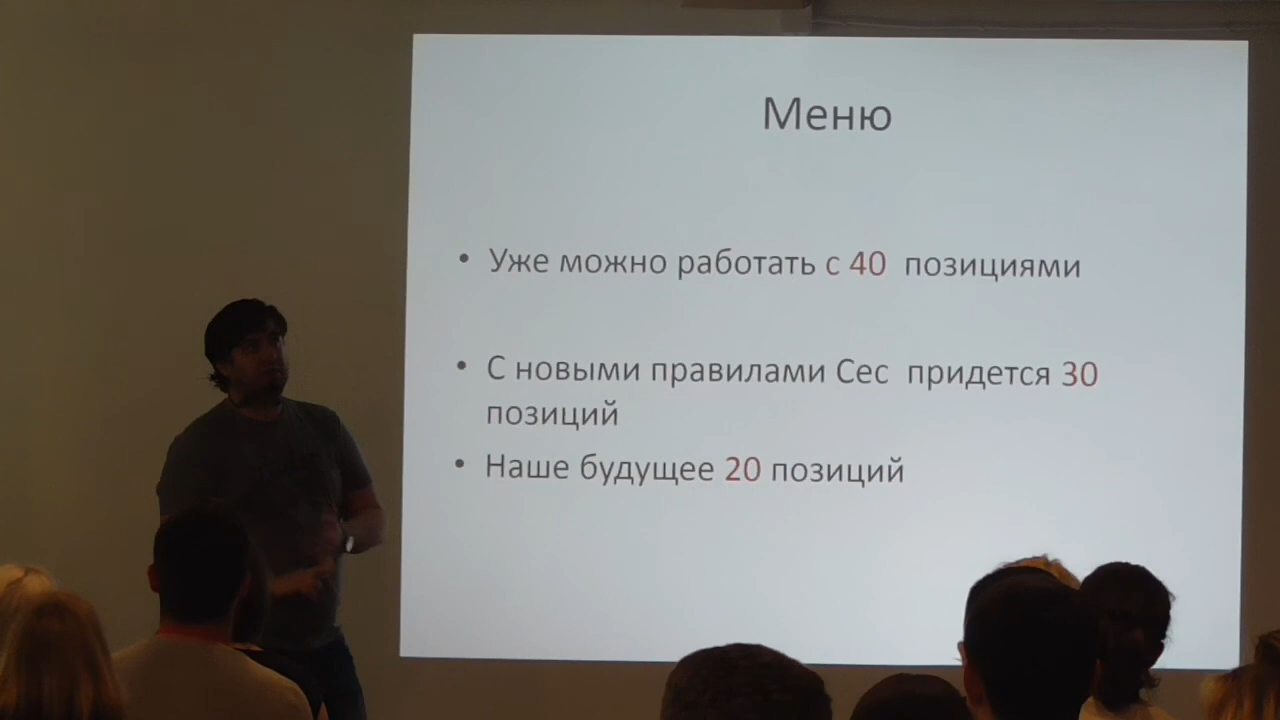 Меню
• Уже можно работать с 40 позициями
• С новыми правилами Сес придется 30
позиций
• Наше будущее 20 позиций